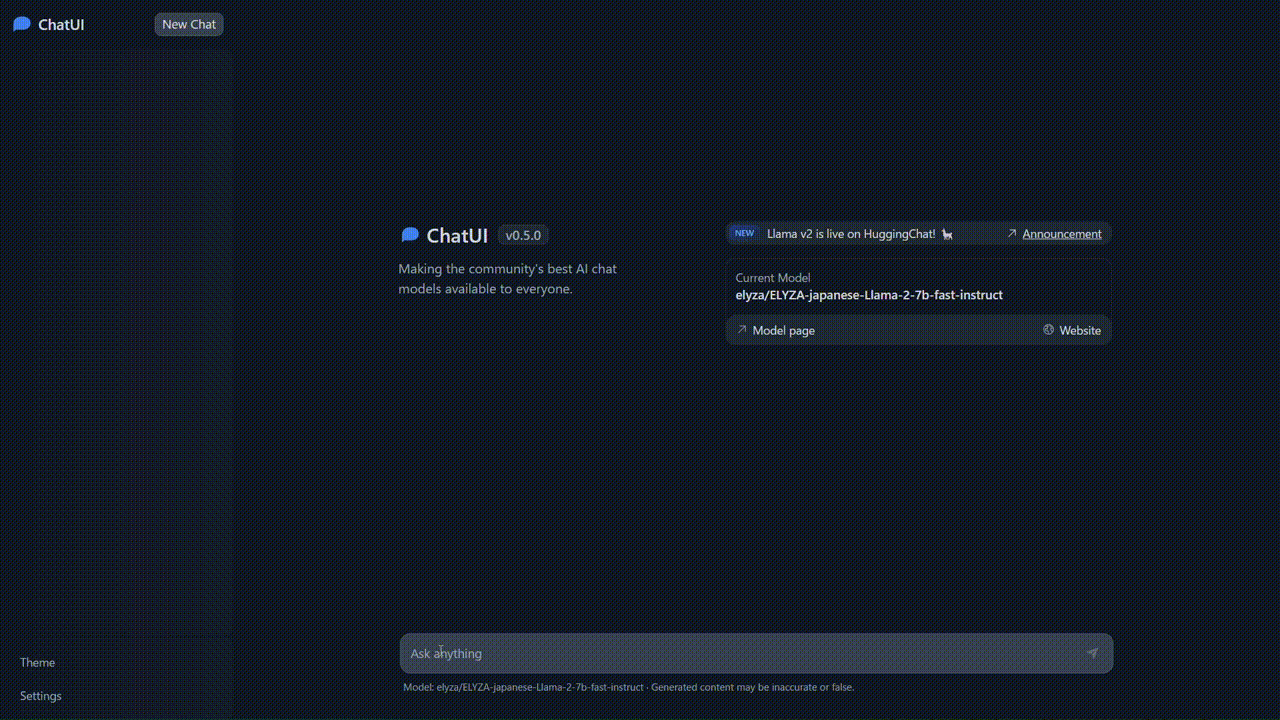 ChatUI
New Chat
ChatUI v0.5.0
Making the community's best AI chat
models available to everyone.
NEW Llama v2 is live on HuggingChat! 🦙 Announcement
Current Model
elyza/ELYZA-japanese-Llama-2-7b-fast-instruct
Model page
Website
Ask anything
Model: elyza/ELYZA-japanese-Llama-2-7b-fast-instruct · Generated content may be inaccurate or false.
Theme
Settings